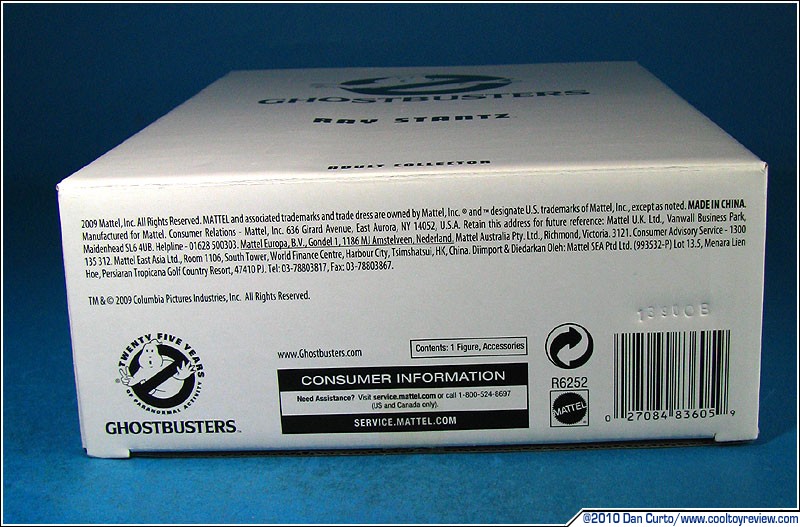 GHOSTBUSTERS
RAY STANTZ
ADULT COLLECTOR
2009 Mattel, Inc. All Rights Reserved. MATTEL and associated trademarks and trade dress are owned by Mattel, Inc. ® and ™ designate U.S. trademarks of Mattel, Inc., except as noted. MADE IN CHINA.
Manufactured for Mattel. Consumer Relations - Mattel, Inc. 636 Girard Avenue, East Aurora, NY 14052, U.S.A. Retain this address for future reference: Mattel U.K. Ltd., Vanwall Business Park,
Maidenhead SL6 4UB. Helpline - 01628 500303. Mattel Europa, B.V., Gondel 1, 1186 MJ Amstelveen, Nederland. Mattel Australia Pty. Ltd., Richmond, Victoria. 3121. Consumer Advisory Service - 1300
135 312. Mattel East Asia Ltd., Room 1106, South Tower, World Finance Centre, Harbour City, Tsimshatsui, HK, China. Diimport & Diedarkan Oleh: Mattel SEA Ptd Ltd. (993532-P) Lot 13.5, Menara Lien
Hoe, Persiaran Tropicana Golf Country Resort, 47410 PJ. Tel: 03-78803817, Fax: 03-78803867.
TM & © 2009 Columbia Pictures Industries, Inc. All Rights Reserved.
TWENTY FIVE YEARS
OF PARANORMAL ACTIVITY
GHOSTBUSTERS™
www.Ghostbusters.com
Contents: 1 Figure, Accessories
CONSUMER INFORMATION
Need Assistance? Visit service.mattel.com or call 1-800-524-8697
(US and Canada only).
SERVICE.MATTEL.COM
R6252
MATTEL
0 27084 83605 9
©2010 Dan Curto/www.cooltoyreview.com